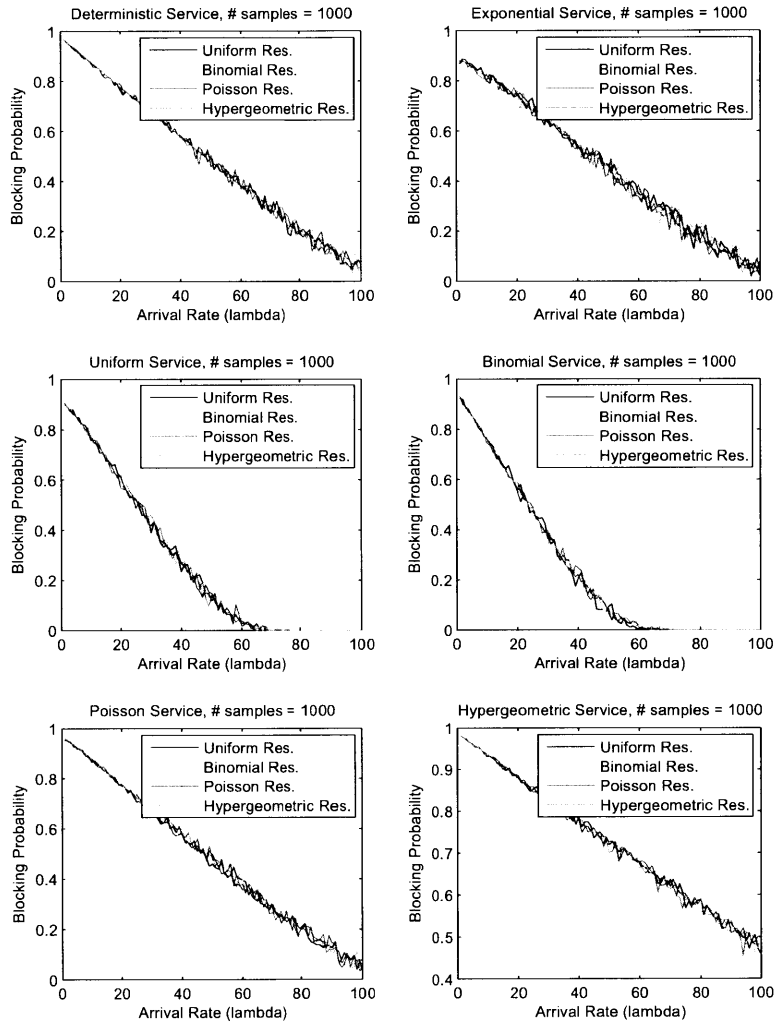 Deterministic Service, # samples = 1000
1
0.8
0.6
0.4
0.2
0
Blocking Probability
Uniform Res.
Binomial Res.
Poisson Res.
Hypergeometric Res.
0 20 40 60 80 100
Arrival Rate (lambda)
Exponential Service, # samples = 1000
1
0.8
0.6
0.4
0.2
0
Blocking Probability
Uniform Res.
Binomial Res.
Poisson Res.
Hypergeometric Res.
0 20 40 60 80 100
Arrival Rate (lambda)
Uniform Service, # samples = 1000
1
0.8
0.6
0.4
0.2
0
Blocking Probability
Uniform Res.
Binomial Res.
Poisson Res.
Hypergeometric Res.
0 20 40 60 80 100
Arrival Rate (lambda)
Binomial Service, # samples = 1000
1
0.8
0.6
0.4
0.2
0
Blocking Probability
Uniform Res.
Binomial Res.
Poisson Res.
Hypergeometric Res.
0 20 40 60 80 100
Arrival Rate (lambda)
Poisson Service, # samples = 1000
1
0.8
0.6
0.4
0.2
0
Blocking Probability
Uniform Res.
Binomial Res.
Poisson Res.
Hypergeometric Res.
0 20 40 60 80 100
Arrival Rate (lambda)
Hypergeometric Service, # samples = 1000
1
0.9
0.8
0.7
0.6
0.5
0.4
Blocking Probability
Uniform Res.
Binomial Res.
Poisson Res.
Hypergeometric Res.
0 20 40 60 80 100
Arrival Rate (lambda)